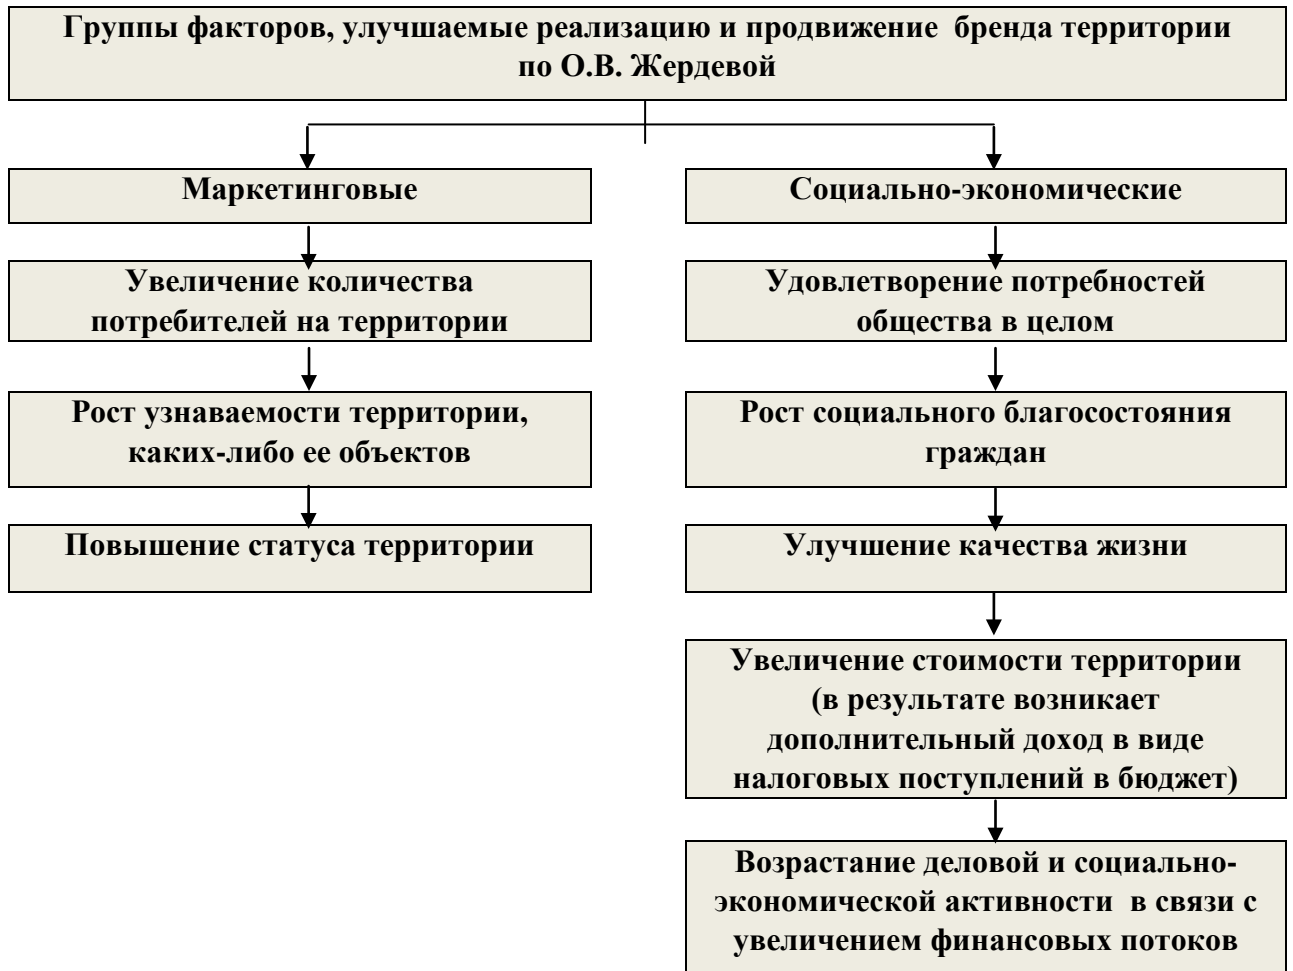 Группы факторов, улучшаемые реализацию и продвижение бренда территории
по О.В. Жердевой
Маркетинговые
Социально-экономические
Увеличение количества
потребителей на территории
Удовлетворение потребностей
общества в целом
Рост узнаваемости территории,
каких-либо ее объектов
Рост социального благосостояния
граждан
Повышение статуса территории
Улучшение качества жизни
Увеличение стоимости территории
(в результате возникает
дополнительный доход в виде
налоговых поступлений в бюджет)
Возрастание деловой и социально-
экономической активности в связи с
увеличением финансовых потоков